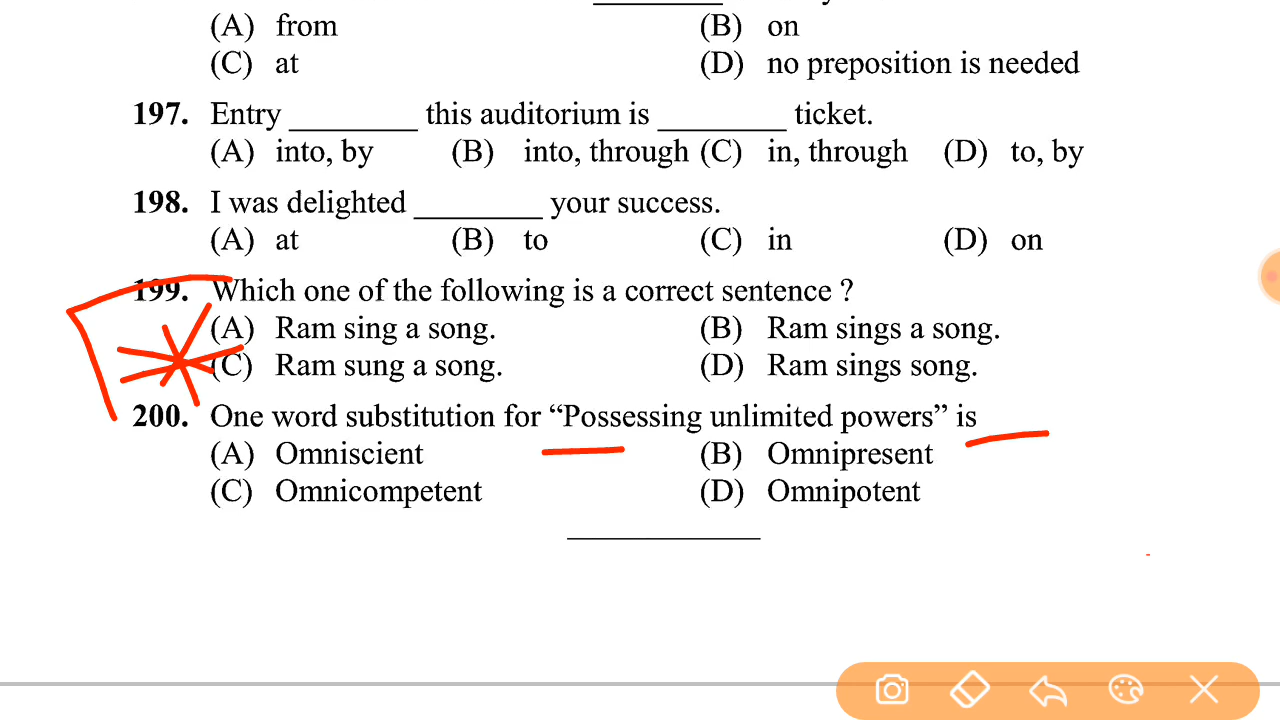 (A) from (B) on
(C) at (D) no preposition is needed
197. Entry ________ this auditorium is ________ ticket.
(A) into, by (B) into, through (C) in, through (D) to, by
198. I was delighted ________ your success.
(A) at (B) to (C) in (D) on
199. Which one of the following is a correct sentence ?
(A) Ram sing a song. (B) Ram sings a song.
(C) Ram sung a song. (D) Ram sings song.
200. One word substitution for “Possessing unlimited powers” is
(A) Omniscient (B) Omnipresent
(C) Omnicompetent (D) Omnipotent